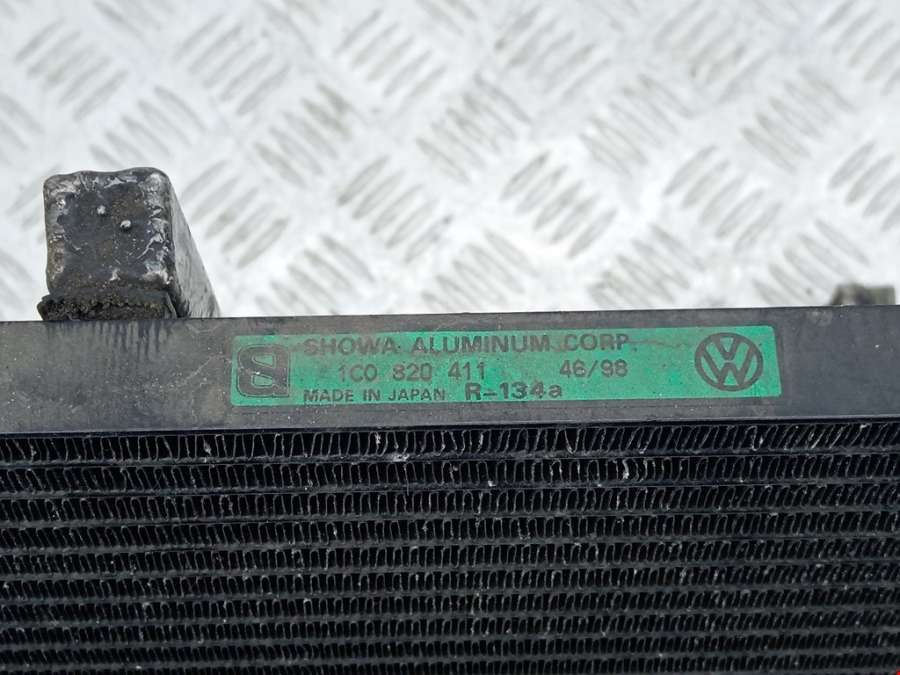 SHOWA ALUMINUM CORP.
1C0 820 411 46/98
MADE IN JAPAN R-134a